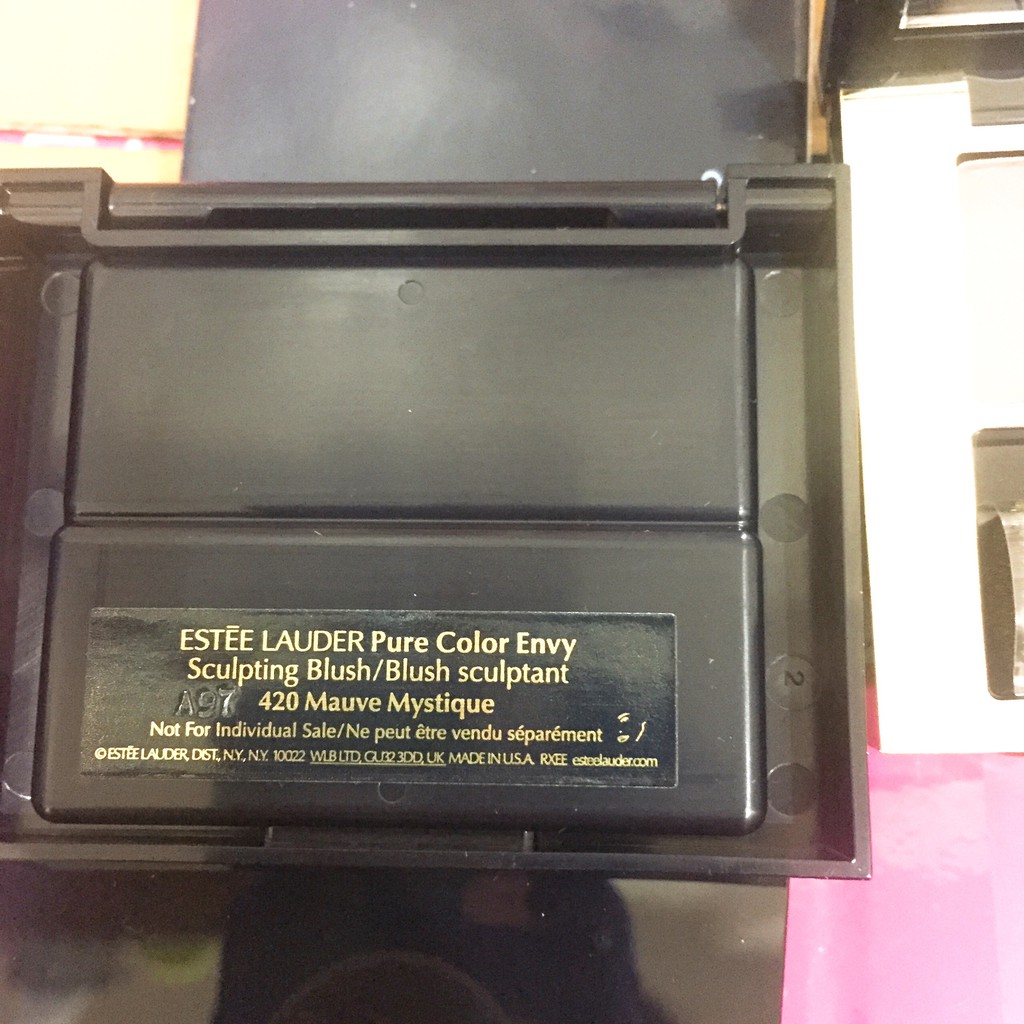 ESTĒE LAUDER Pure Color Envy
Sculpting Blush/Blush sculptant
A97 420 Mauve Mystique
Not For Individual Sale/Ne peut être vendu séparément
© ESTĒE LAUDER, DIST., N.Y., N.Y. 10022 WLB LTD, GU32 3DD, UK MADE IN U.S.A. RXEE esteelauder.com
2